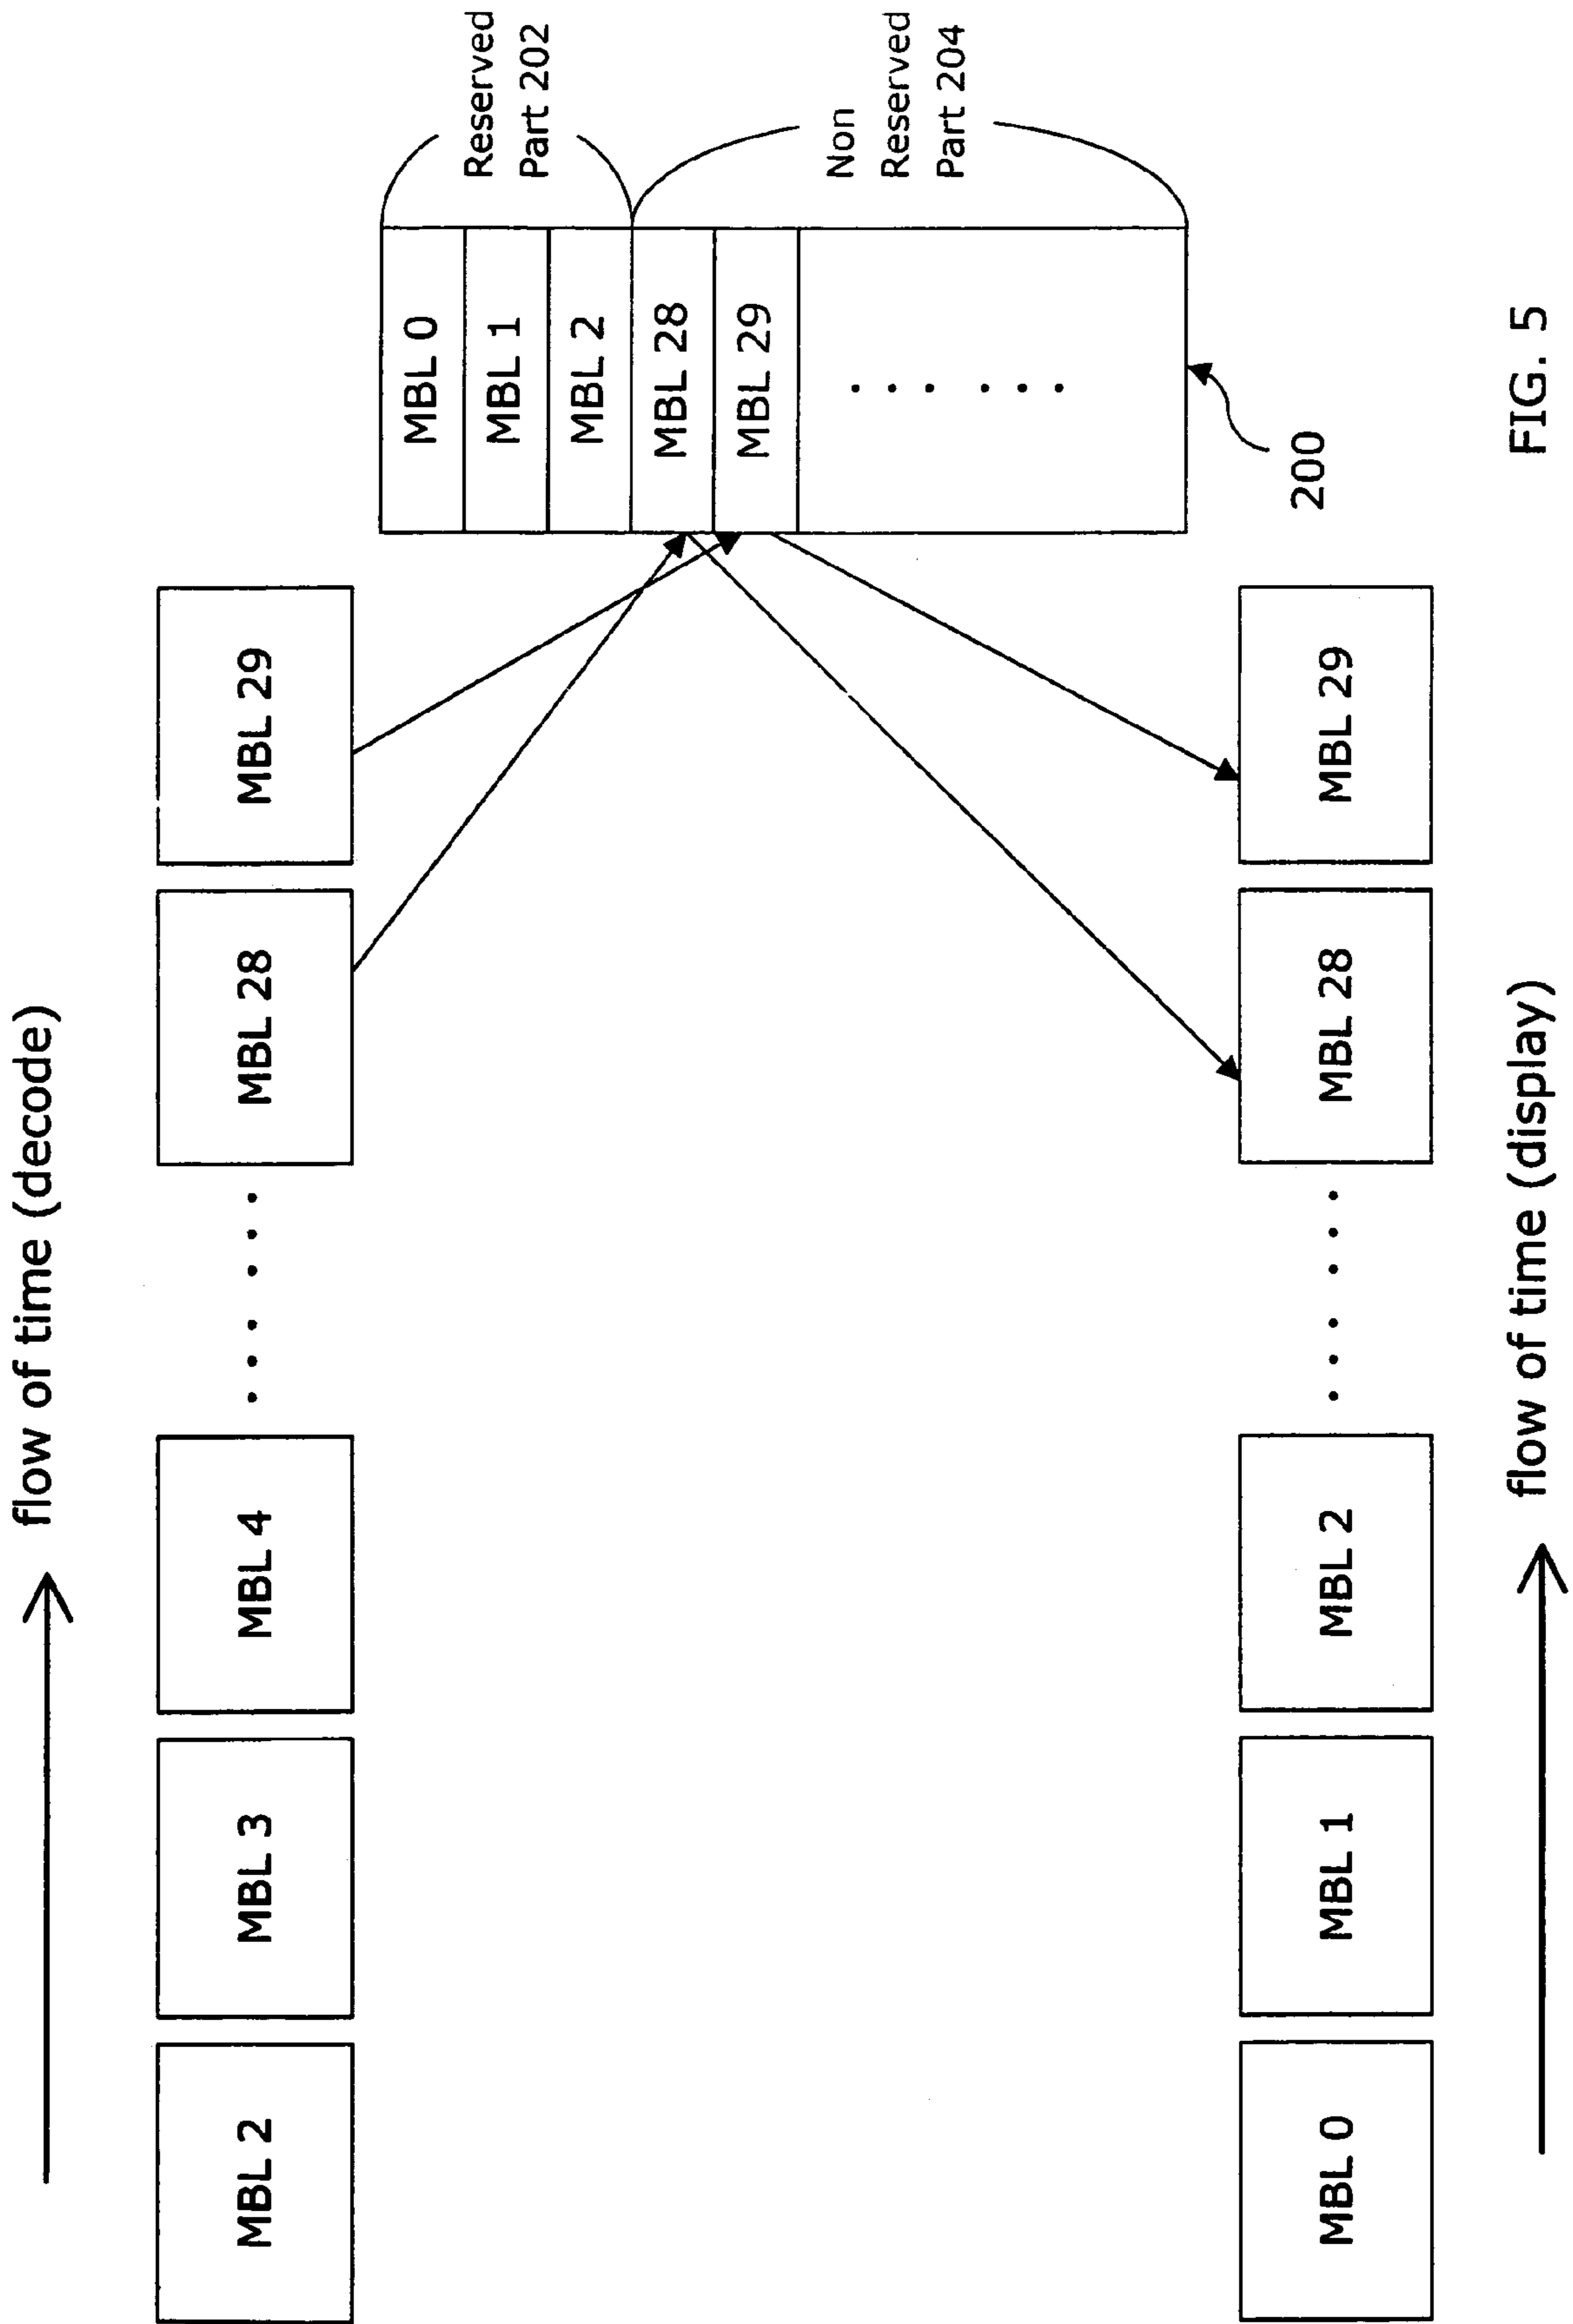 flow of time (decode)
MBL 2
MBL 3
MBL 4
MBL 28
MBL 29
MBL 0
MBL 1
MBL 2
MBL 28
MBL 29
Reserved
Part 202
Non
Reserved
Part 204
200
MBL 0
MBL 1
MBL 2
MBL 28
MBL 29
flow of time (display)
FIG. 5